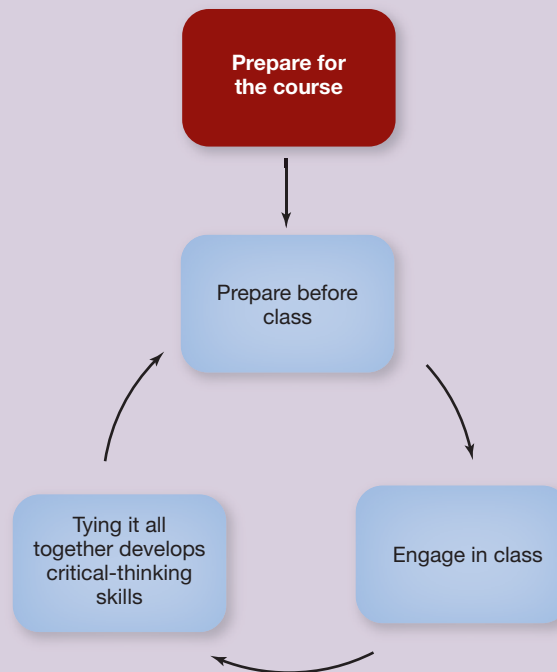 Prepare for
the course
Prepare before
class
Engage in class
Tying it all
together develops
critical-thinking
skills